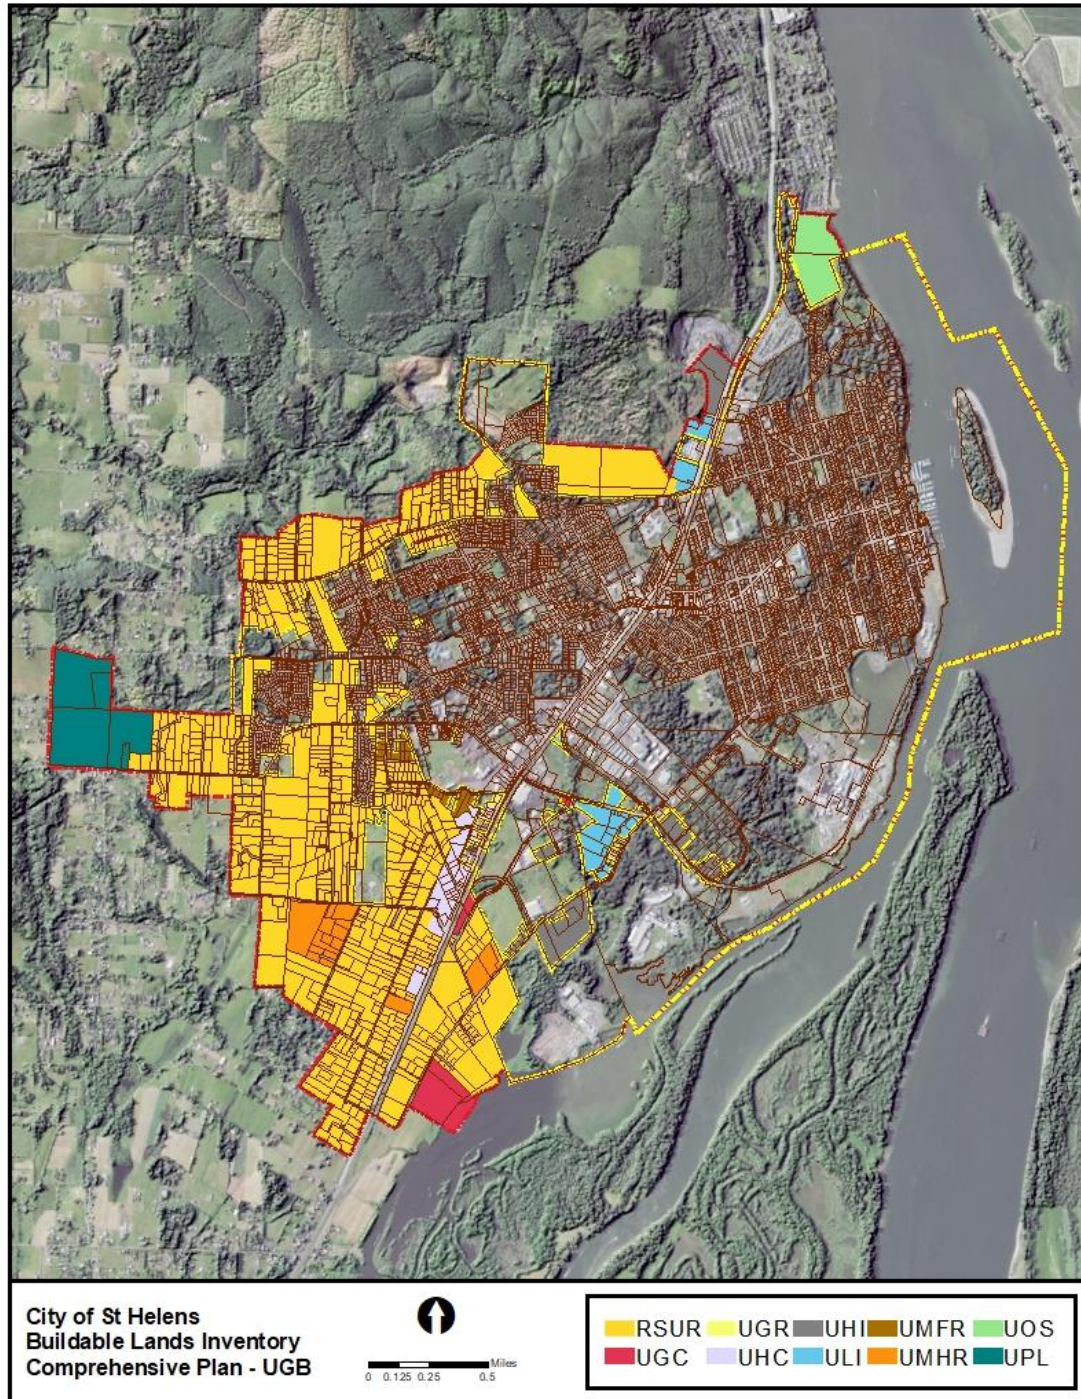 City of St Helens
Buildable Lands Inventory
Comprehensive Plan - UGB
Miles
0 0.125 0.25 0.5
RSUR UGR UHI UMFR UOS
UGC UHC ULI UMHR UPL